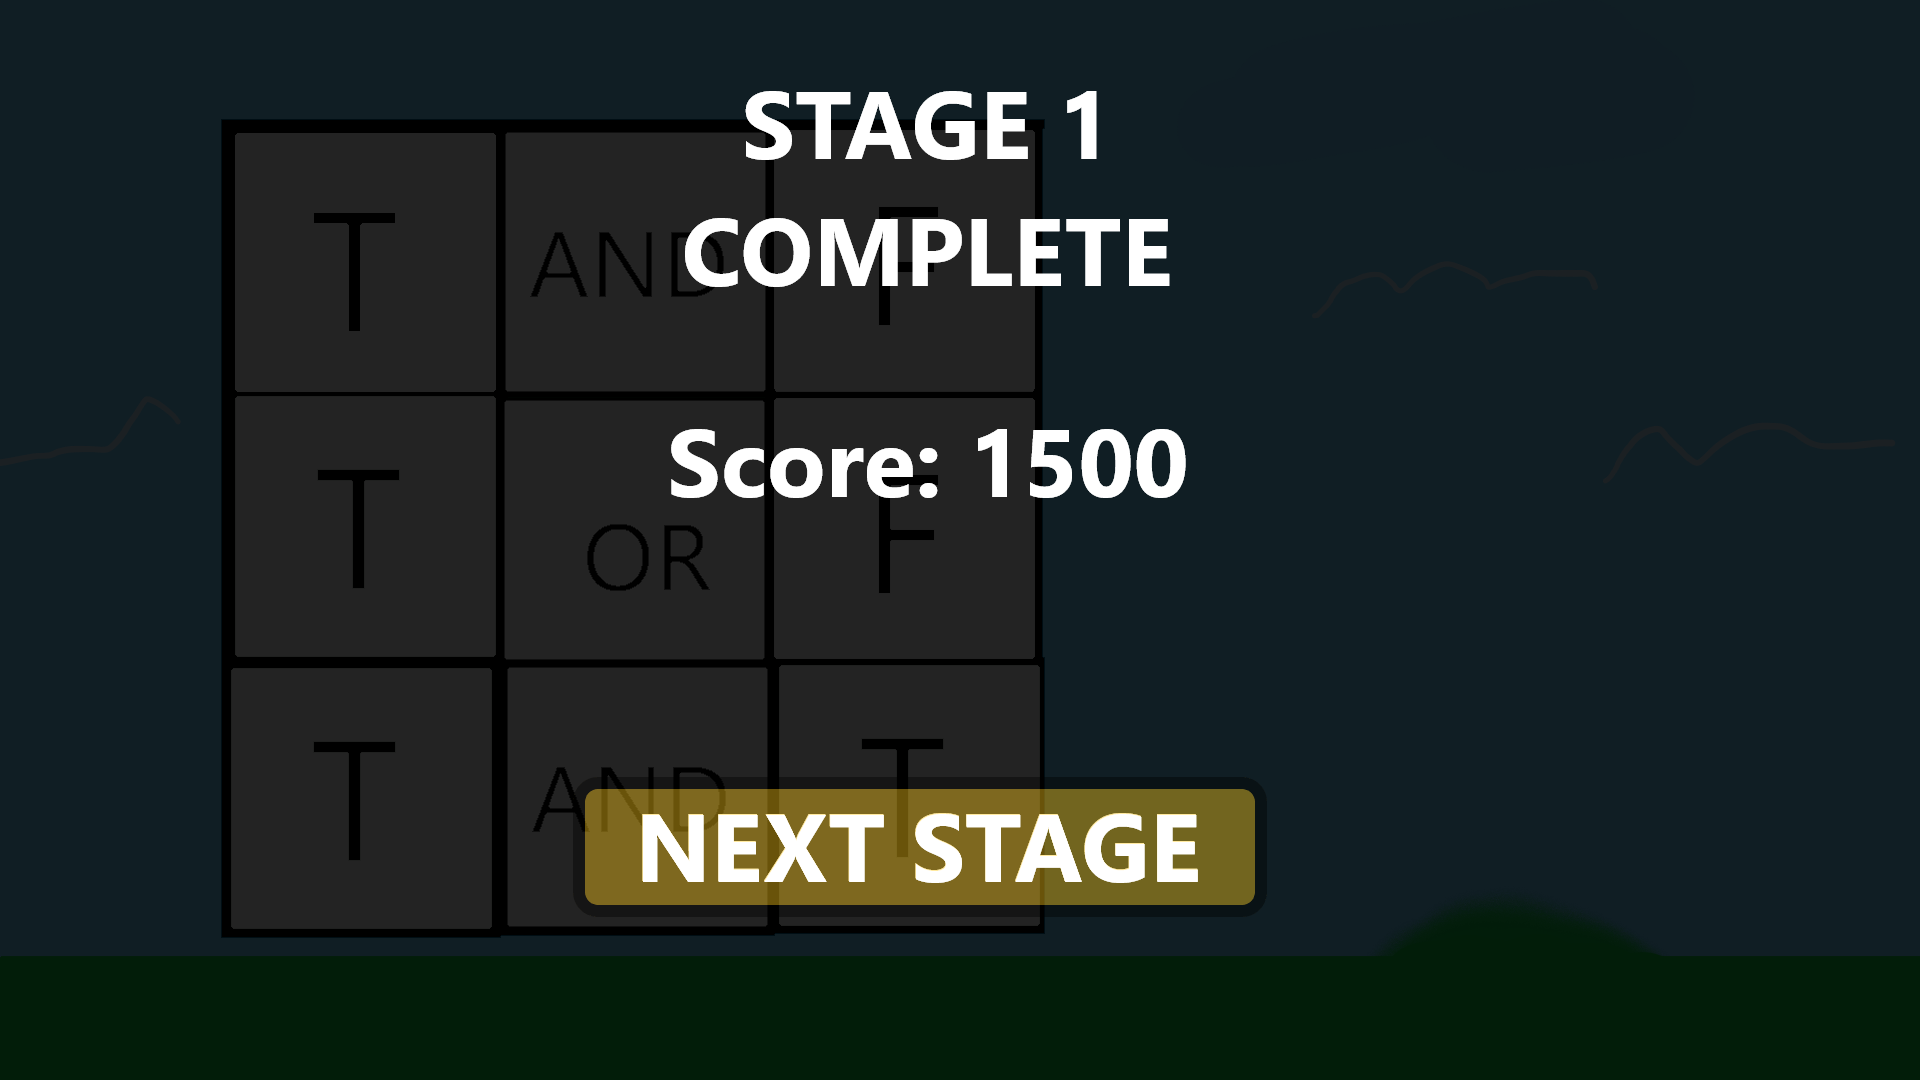 STAGE 1
COMPLETE
T AND F
Score: 1500
T OR F
T AND T
NEXT STAGE